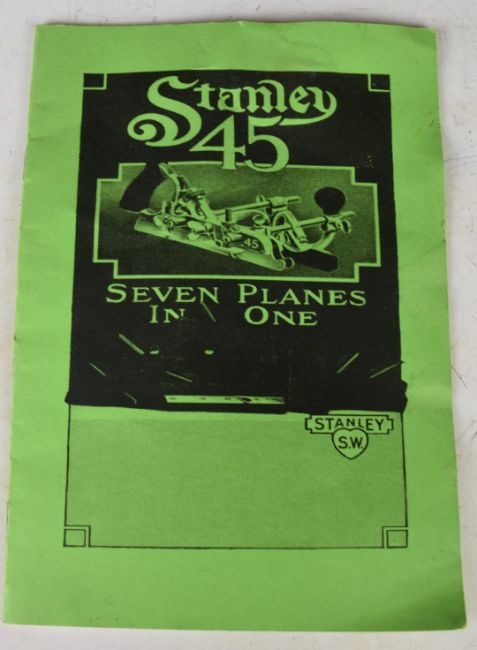 Stanley
45
45
SEVEN PLANES
IN ONE
STANLEY
S.W.